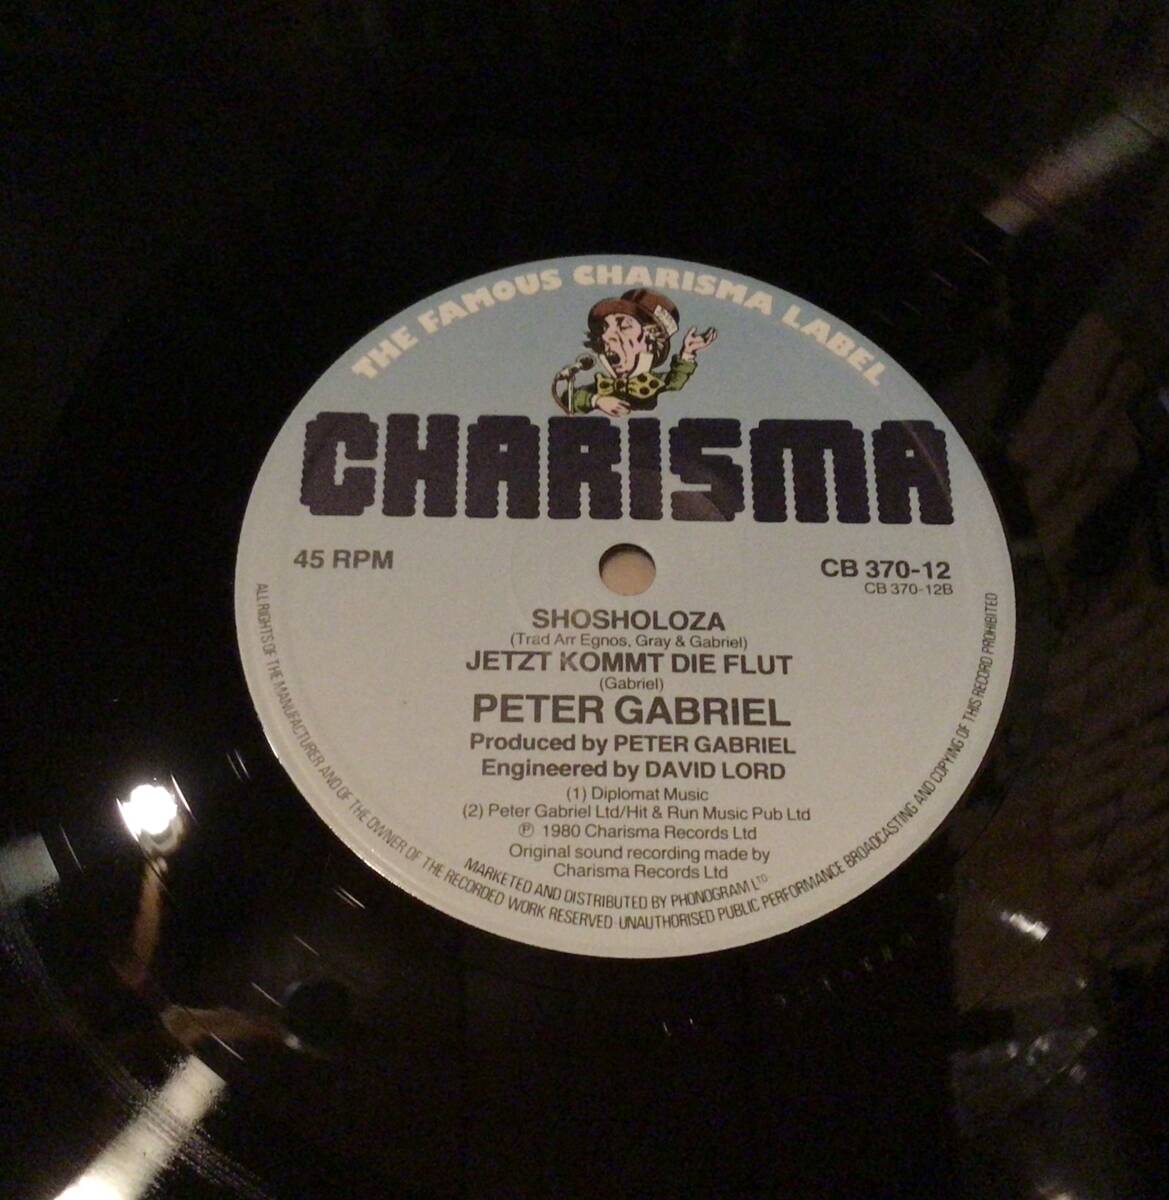 THE FAMOUS CHARISMA LABEL
CHARISMA
45 RPM
CB 370-12
CB 370-12B
SHOSHOLOZA
(Trad Arr Egnos, Gray & Gabriel)
JETZT KOMMT DIE FLUT
(Gabriel)
PETER GABRIEL
Produced by PETER GABRIEL
Engineered by DAVID LORD
(1) Diplomat Music
(2) Peter Gabriel Ltd/Hit & Run Music Pub Ltd
℗ 1980 Charisma Records Ltd
Original sound recording made by
Charisma Records Ltd
MARKETED AND DISTRIBUTED BY PHONOGRAM LTD
ALL RIGHTS OF THE MANUFACTURER AND OF THE OWNER OF THE RECORDED WORK RESERVED · UNAUTHORISED PUBLIC PERFORMANCE BROADCASTING AND COPYING OF THIS RECORD PROHIBITED